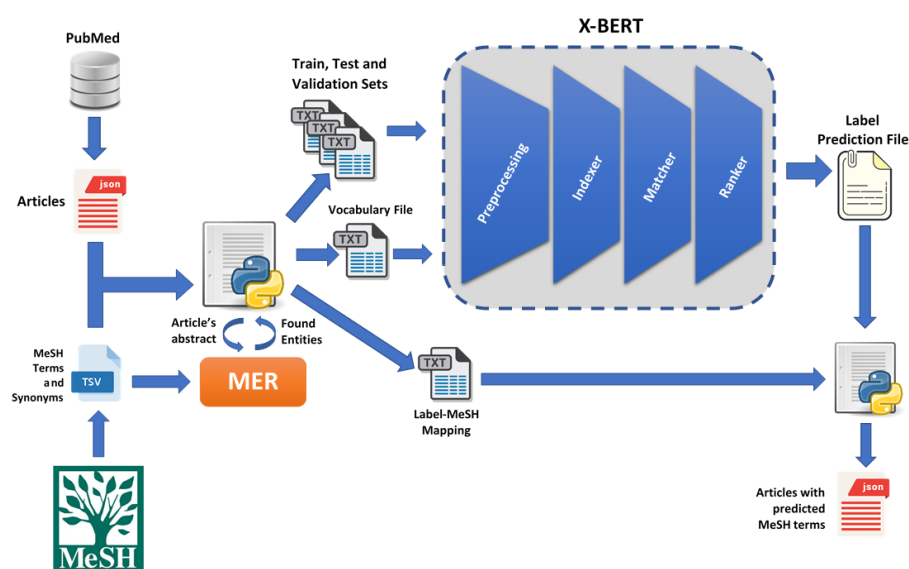 X-BERT
PubMed
Train, Test and
Validation Sets
TXT
TXT
TXT
Label
Prediction File
json
Articles
Preprocessing
Indexer
Matcher
Ranker
Vocabulary File
TXT
Article's
abstract
Found
Entities
MeSH
Terms
and
Synonyms
TSV
MER
TXT
Label-MeSH
Mapping
json
Articles with
predicted
MeSH terms
MeSH